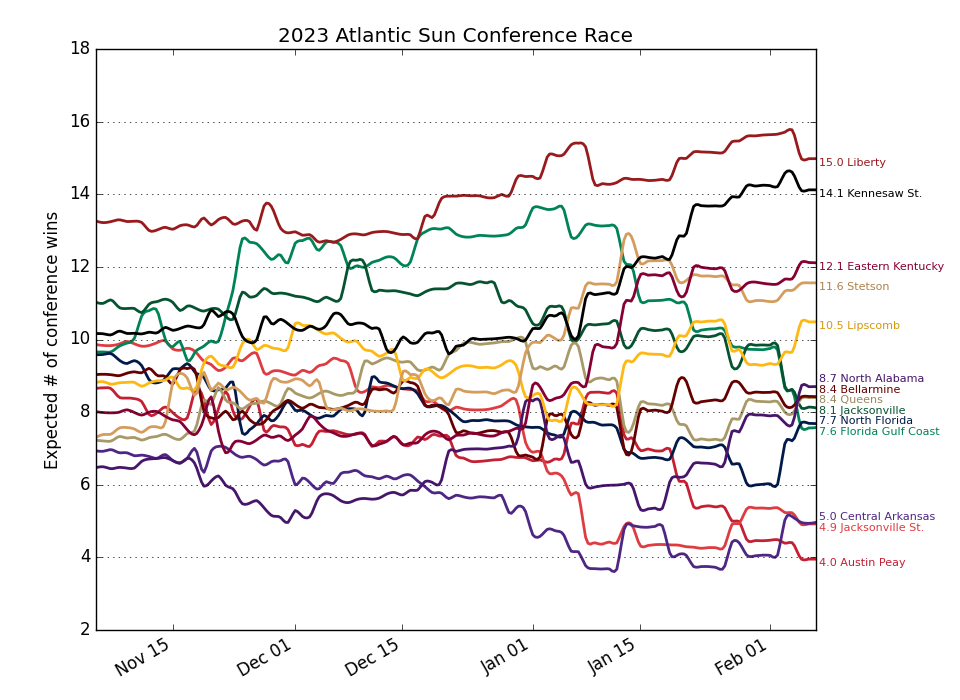 2023 Atlantic Sun Conference Race
Expected # of conference wins
18
16
14
12
10
8
6
4
2
15.0 Liberty
14.1 Kennesaw St.
12.1 Eastern Kentucky
11.6 Stetson
10.5 Lipscomb
8.7 North Alabama
8.4 Bellarmine
8.4 Queens
8.1 Jacksonville
7.7 North Florida
7.6 Florida Gulf Coast
5.0 Central Arkansas
4.9 Jacksonville St.
4.0 Austin Peay
Nov 15
Dec 01
Dec 15
Jan 01
Jan 15
Feb 01